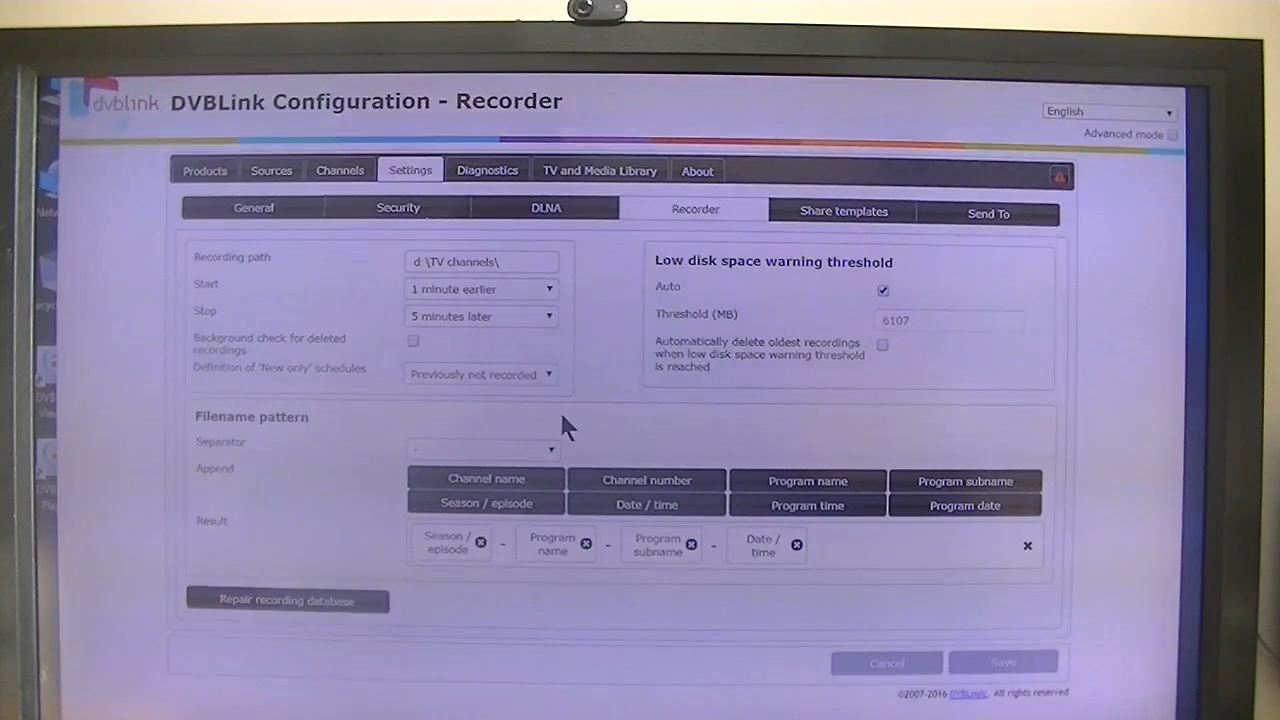 dvblink DVBLink Configuration - Recorder
English
Advanced mode
Products Sources Channels Settings Diagnostics TV and Media Library About
General Security DLNA Recorder Share templates Send To
Recording path d:\TV channels\
Start 1 minute earlier
Stop 5 minutes later
Background check for deleted
recordings
Definition of 'New only' schedules Previously not recorded
Low disk space warning threshold
Auto
Threshold (MB) 6107
Automatically delete oldest recordings
when low disk space warning threshold
is reached
Filename pattern
Separator -
Append Channel name Channel number Program name Program subname
Season / episode Date / time Program time Program date
Result
Season / episode - Program name - Program subname - Date / time
Repair recording database
Cancel Save
©2007-2016 DVBLogic. All rights reserved